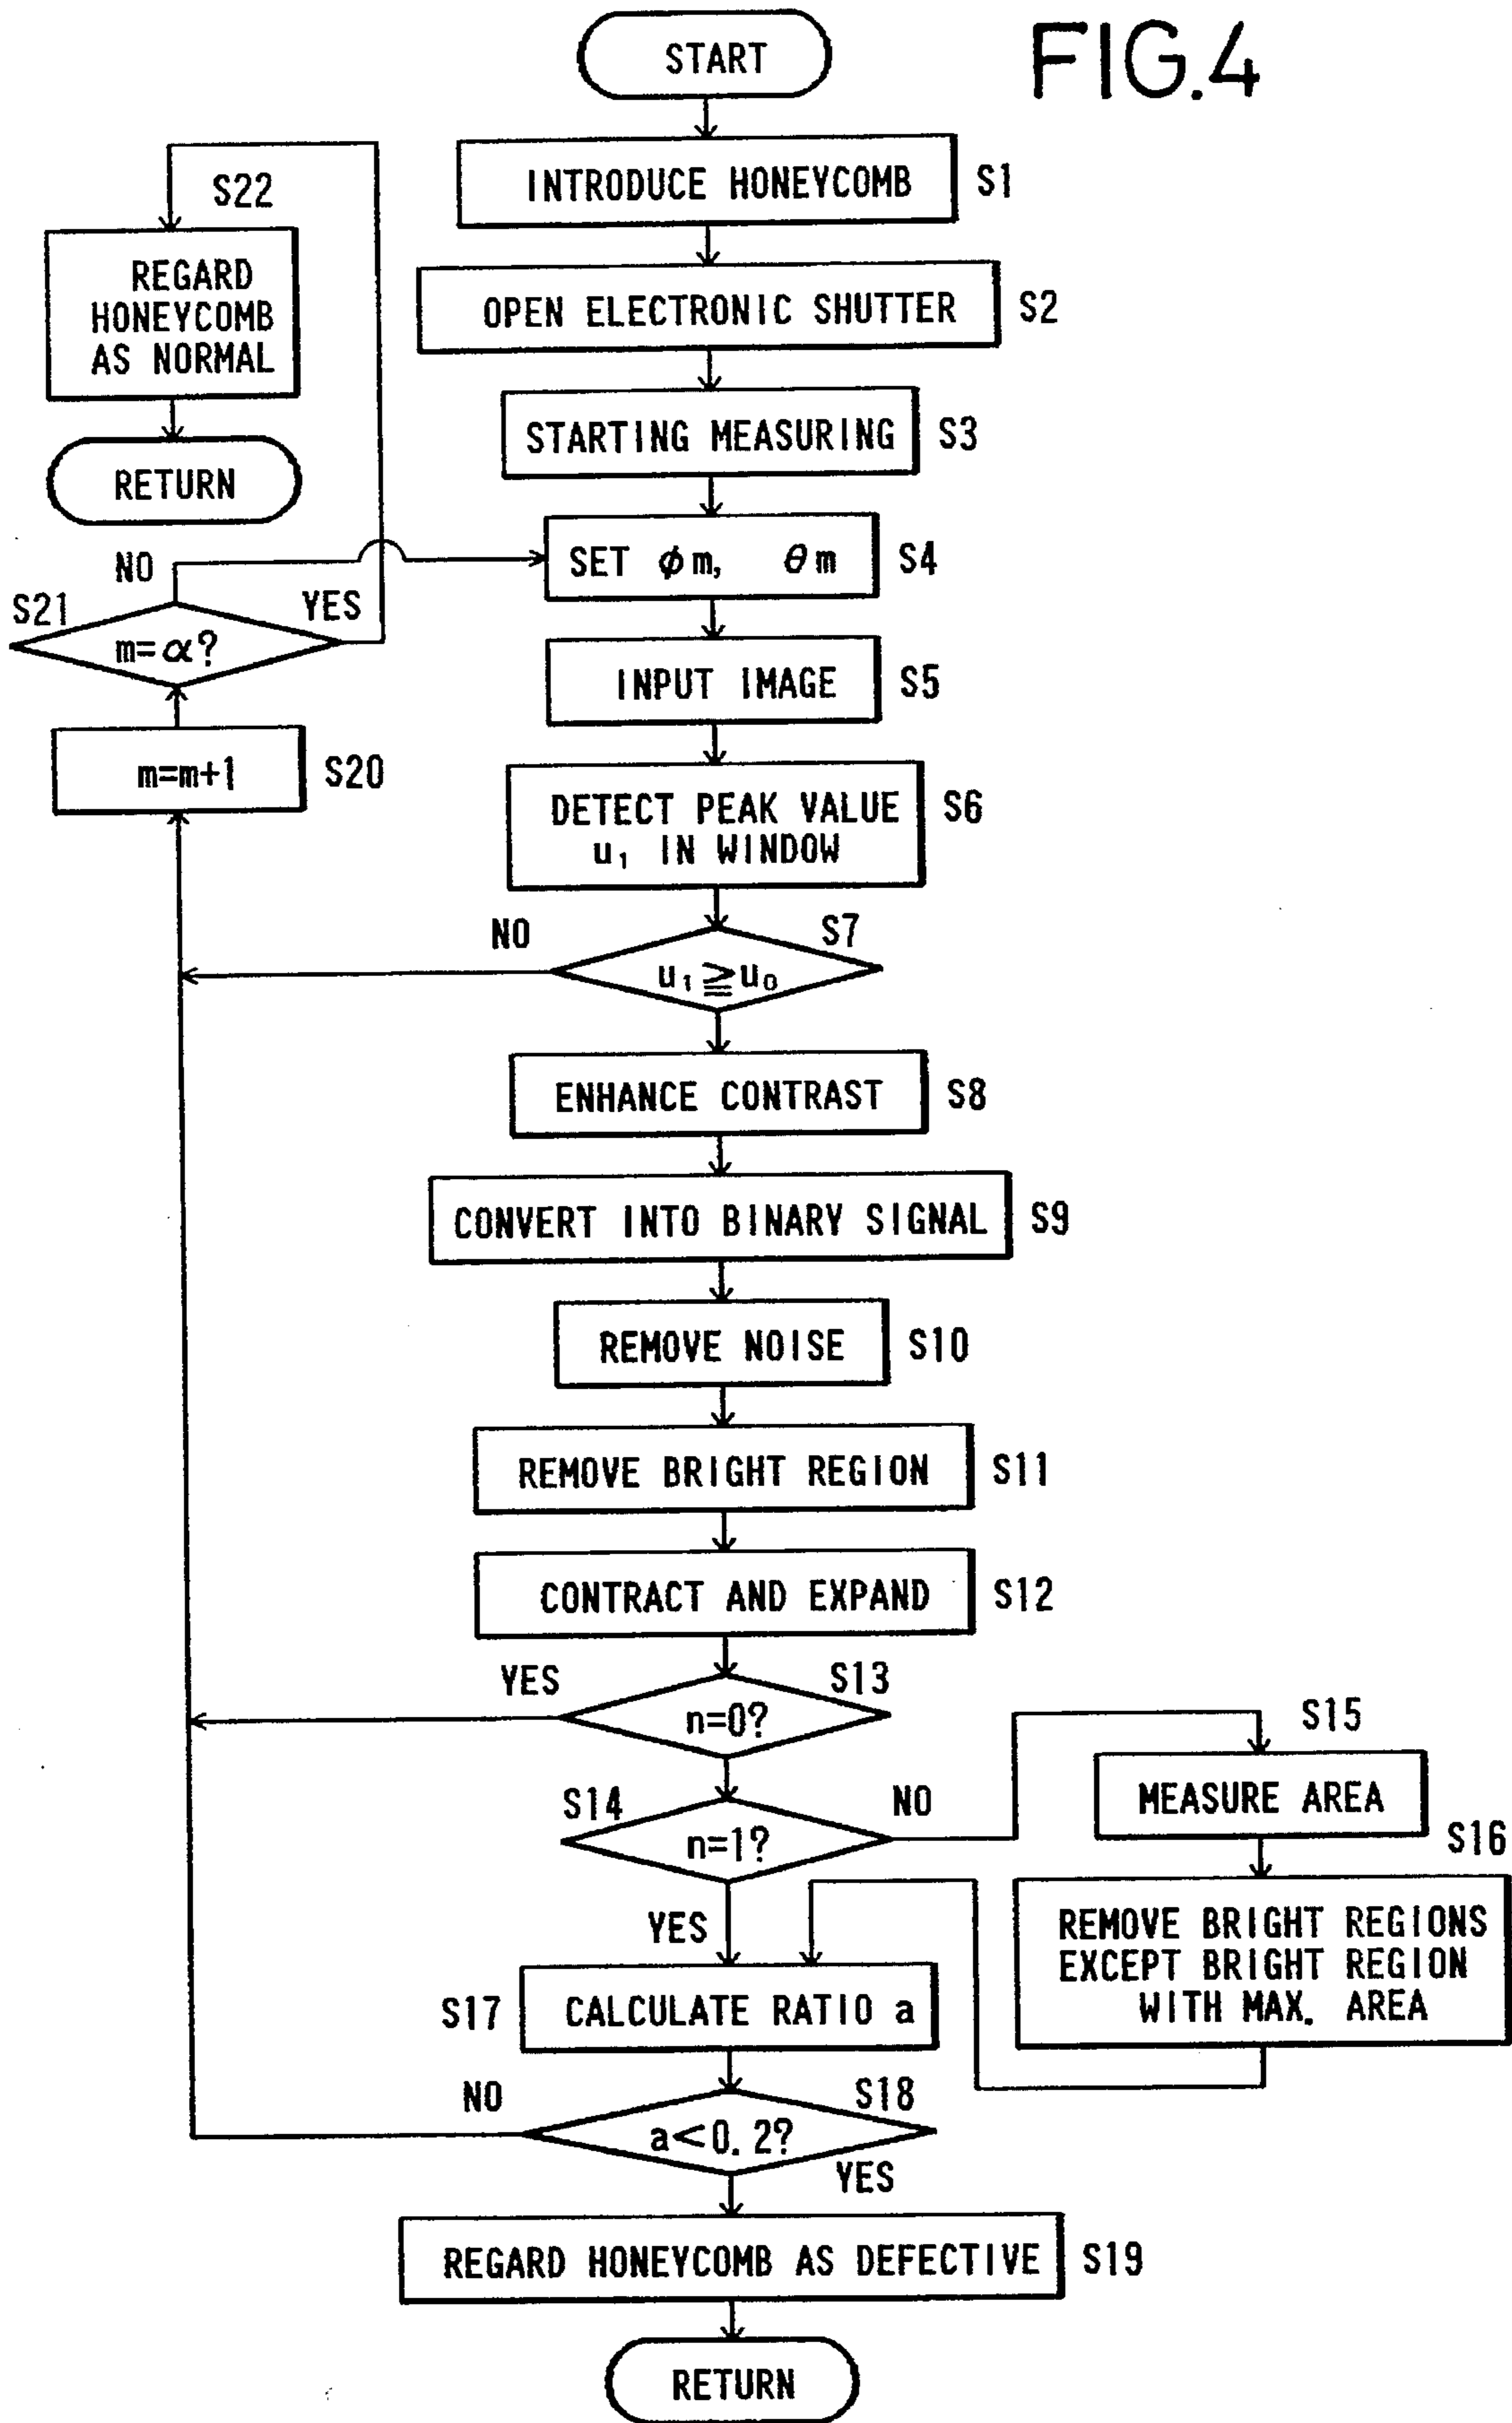 FIG.4
START
INTRODUCE HONEYCOMB
S1
OPEN ELECTRONIC SHUTTER
S2
STARTING MEASURING
S3
SET φm, θm
S4
INPUT IMAGE
S5
DETECT PEAK VALUE
u₁ IN WINDOW
S6
S7
u₁≧u₀
NO
ENHANCE CONTRAST
S8
CONVERT INTO BINARY SIGNAL
S9
REMOVE NOISE
S10
REMOVE BRIGHT REGION
S11
CONTRACT AND EXPAND
S12
YES
S13
n=0?
S14
n=1?
NO
YES
S15
MEASURE AREA
S16
REMOVE BRIGHT REGIONS
EXCEPT BRIGHT REGION
WITH MAX. AREA
S17
CALCULATE RATIO a
NO
S18
a<0.2?
YES
REGARD HONEYCOMB AS DEFECTIVE
S19
RETURN
m=m+1
S20
S21
m=α?
NO
YES
S22
REGARD
HONEYCOMB
AS NORMAL
RETURN